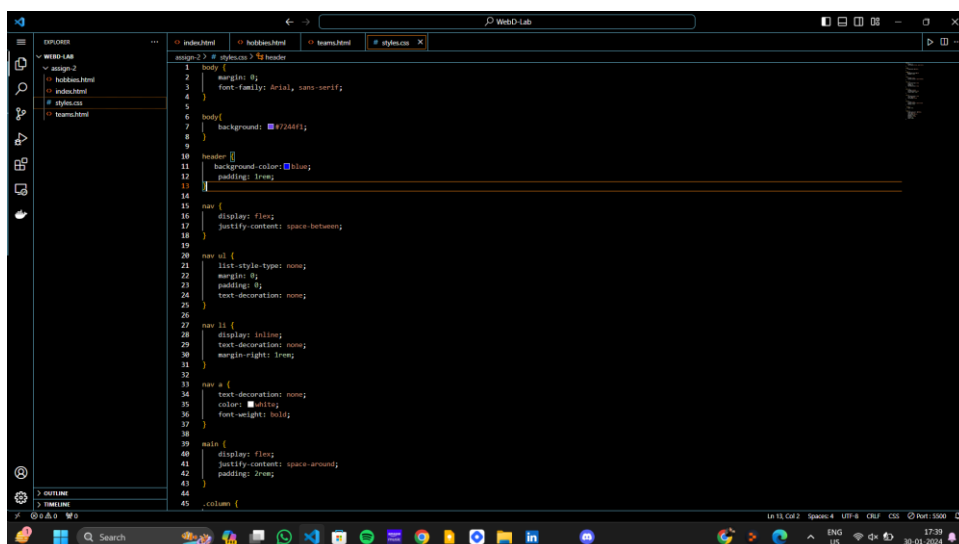 WebD-Lab
EXPLORER
index.html
hobbies.html
teams.html
# styles.css
WEBD-LAB
assign-2
hobbies.html
index.html
# styles.css
teams.html
assign-2 > # styles.css > header
1 body {
2 margin: 0;
3 font-family: Arial, sans-serif;
4 }
5
6 body{
7 background: #7244f1;
8 }
9
10 header {
11 background-color: blue;
12 padding: 1rem;
13 }
14
15 nav {
16 display: flex;
17 justify-content: space-between;
18 }
19
20 nav ul {
21 list-style-type: none;
22 margin: 0;
23 padding: 0;
24 text-decoration: none;
25 }
26
27 nav li {
28 display: inline;
29 text-decoration: none;
30 margin-right: 1rem;
31 }
32
33 nav a {
34 text-decoration: none;
35 color: white;
36 font-weight: bold;
37 }
38
39 main {
40 display: flex;
41 justify-content: space-around;
42 padding: 2rem;
43 }
44
45 .column {
OUTLINE
TIMELINE
0 0 0
Ln 13, Col 2 Spaces: 4 UTF-8 CRLF CSS Port : 5500
Search
ENG
US
17:39
30-01-2024